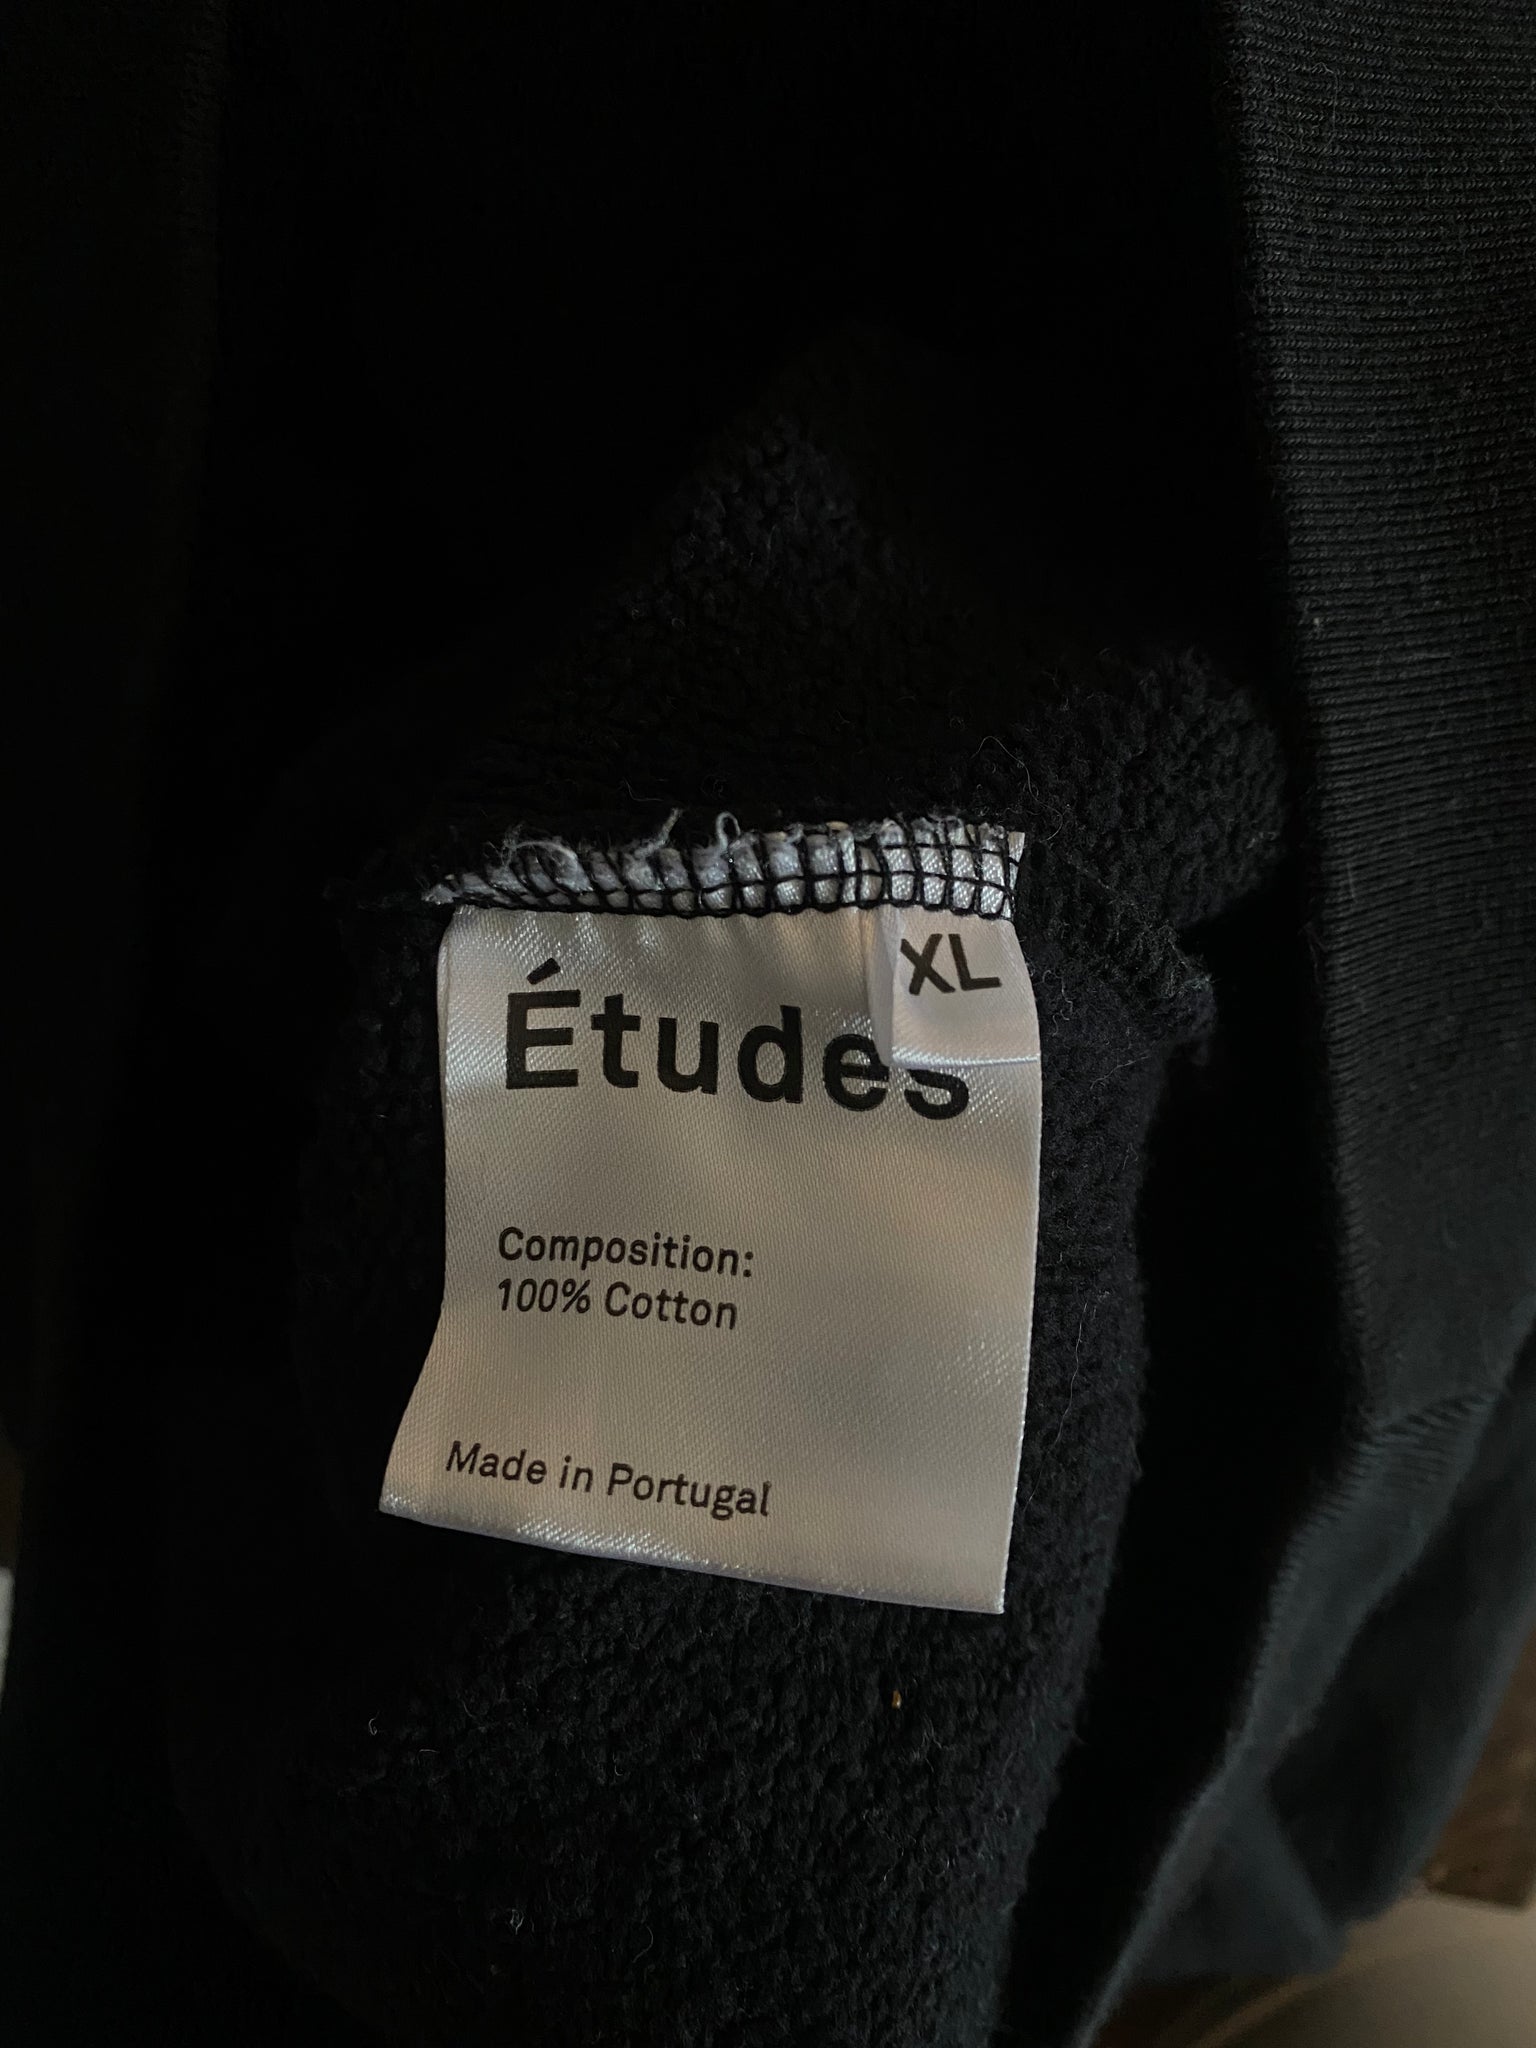 XL
Études
Composition:
100% Cotton
Made in Portugal